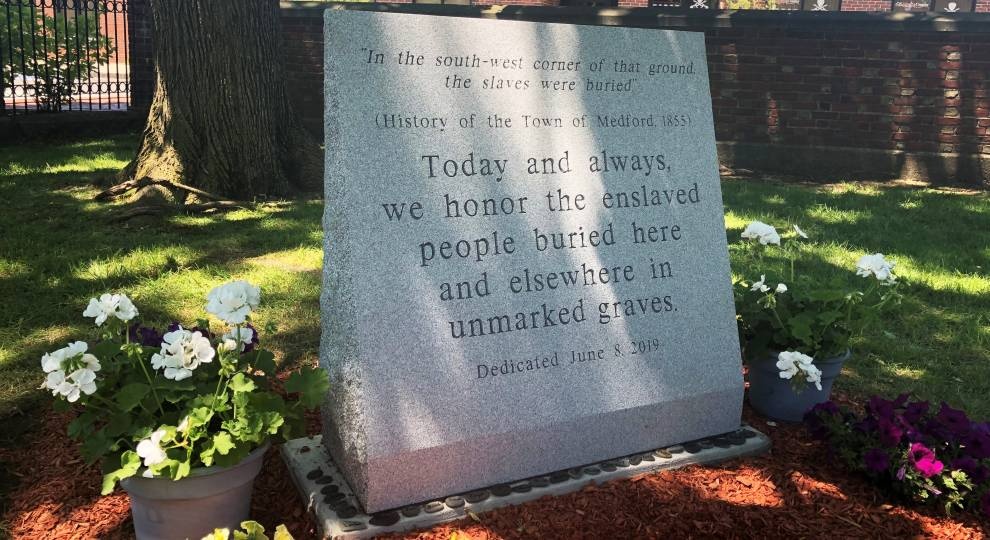 "In the south-west corner of that ground,
the slaves were buried"
(History of the Town of Medford, 1855)
Today and always,
we honor the enslaved
people buried here
and elsewhere in
unmarked graves.
Dedicated June 8, 2019